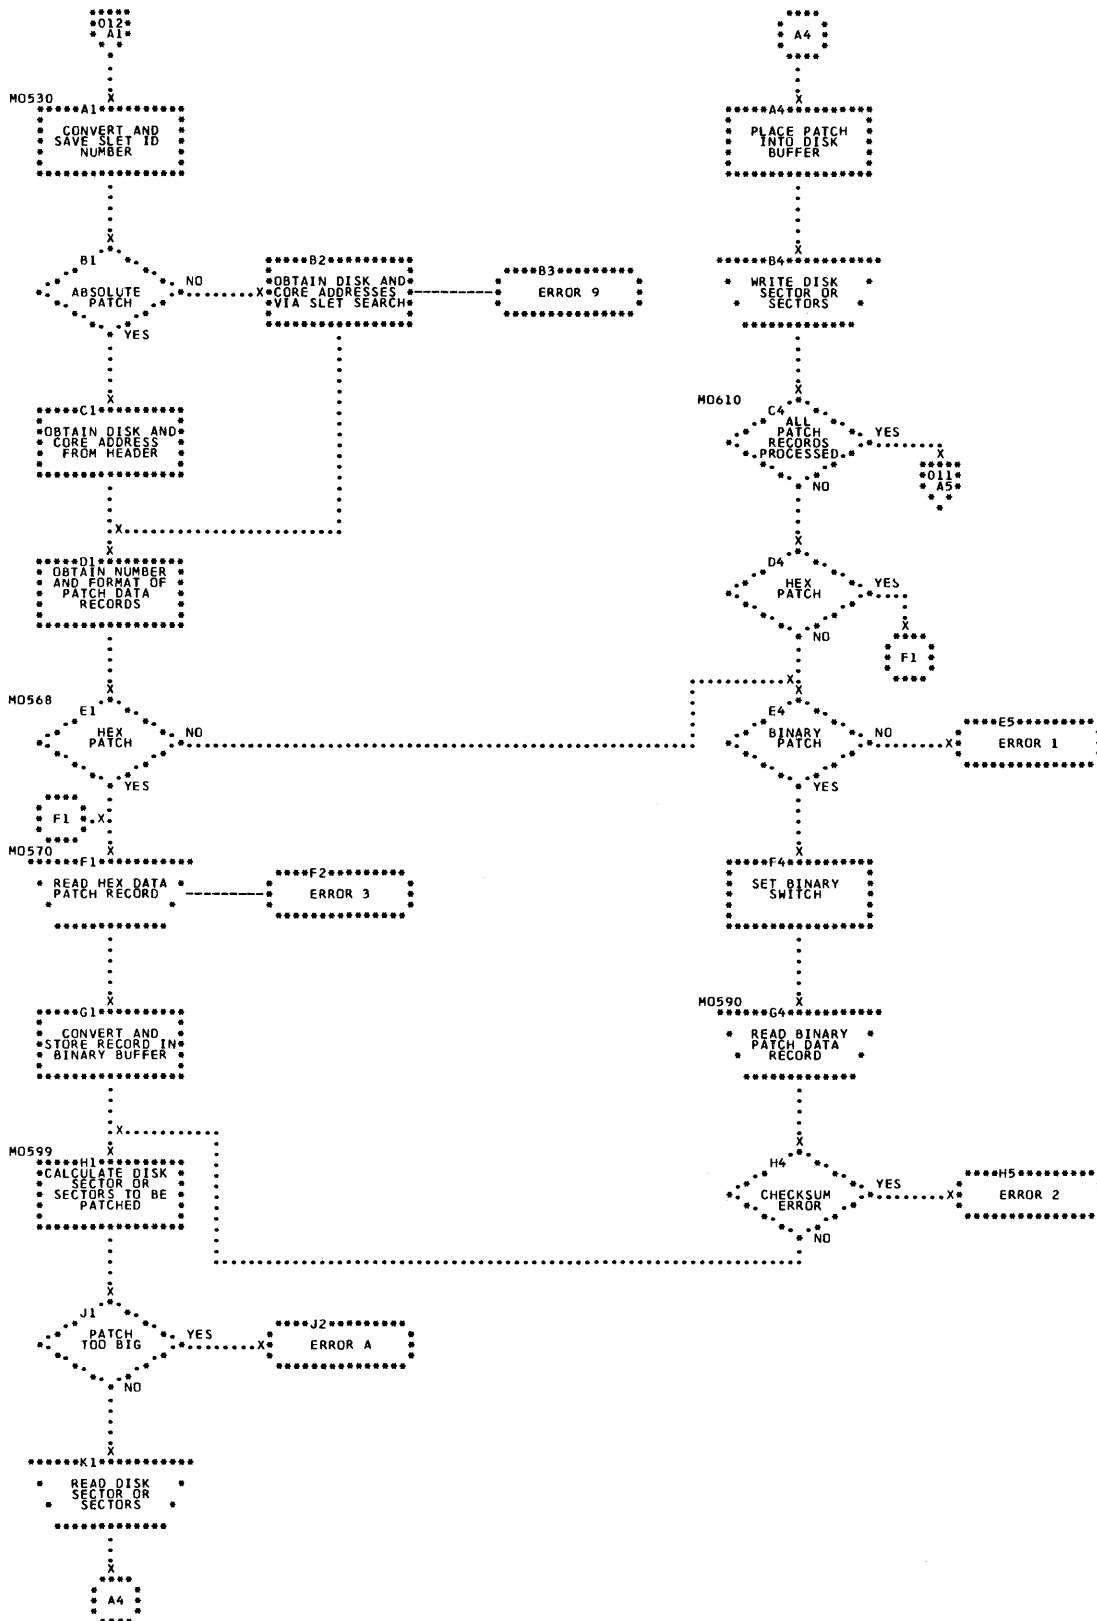 012
A1
MO530
A1
CONVERT AND
SAVE SLET ID
NUMBER
B1
ABSOLUTE
PATCH
NO
YES
B2
OBTAIN DISK AND
CORE ADDRESSES
VIA SLET SEARCH
B3
ERROR 9
C1
OBTAIN DISK AND
CORE ADDRESS
FROM HEADER
D1
OBTAIN NUMBER
AND FORMAT OF
PATCH DATA
RECORDS
MO568
E1
HEX
PATCH
NO
YES
F1
MO570
F1
READ HEX DATA
PATCH RECORD
F2
ERROR 3
G1
CONVERT AND
STORE RECORD IN
BINARY BUFFER
MO599
H1
CALCULATE DISK
SECTOR OR
SECTORS TO BE
PATCHED
J1
PATCH
TOO BIG
YES
NO
J2
ERROR A
K1
READ DISK
SECTOR OR
SECTORS
A4
A4
A4
PLACE PATCH
INTO DISK
BUFFER
B4
WRITE DISK
SECTOR OR
SECTORS
MO610
C4
ALL
PATCH
RECORDS
PROCESSED
YES
NO
011
A5
D4
HEX
PATCH
YES
NO
F1
E4
BINARY
PATCH
NO
YES
E5
ERROR 1
F4
SET BINARY
SWITCH
MO590
G4
READ BINARY
PATCH DATA
RECORD
H4
CHECKSUM
ERROR
YES
NO
H5
ERROR 2